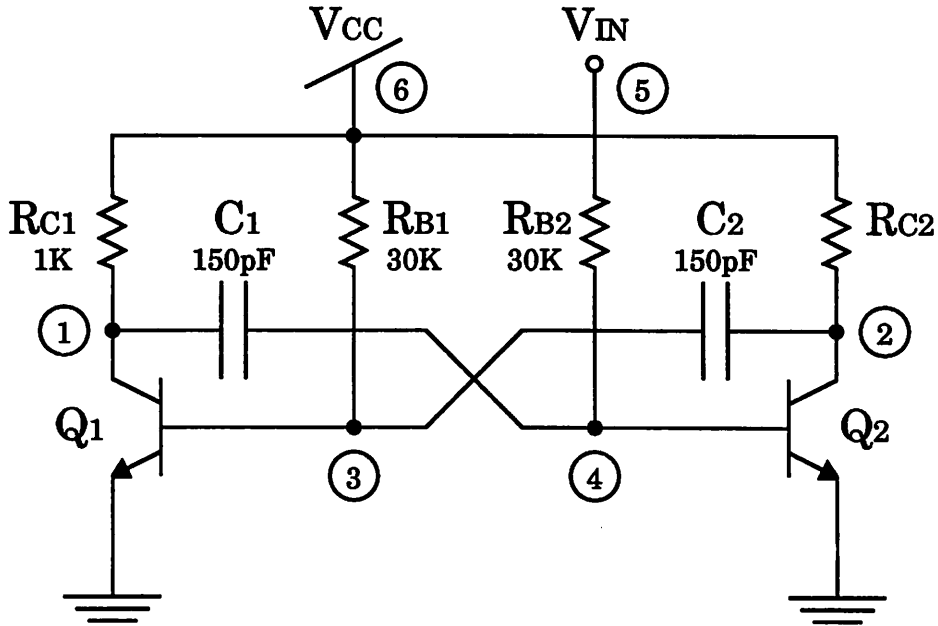 VCC
VIN
6
5
RC1
1K
C1
150pF
RB1
30K
RB2
30K
C2
150pF
RC2
1
2
Q1
Q2
3
4